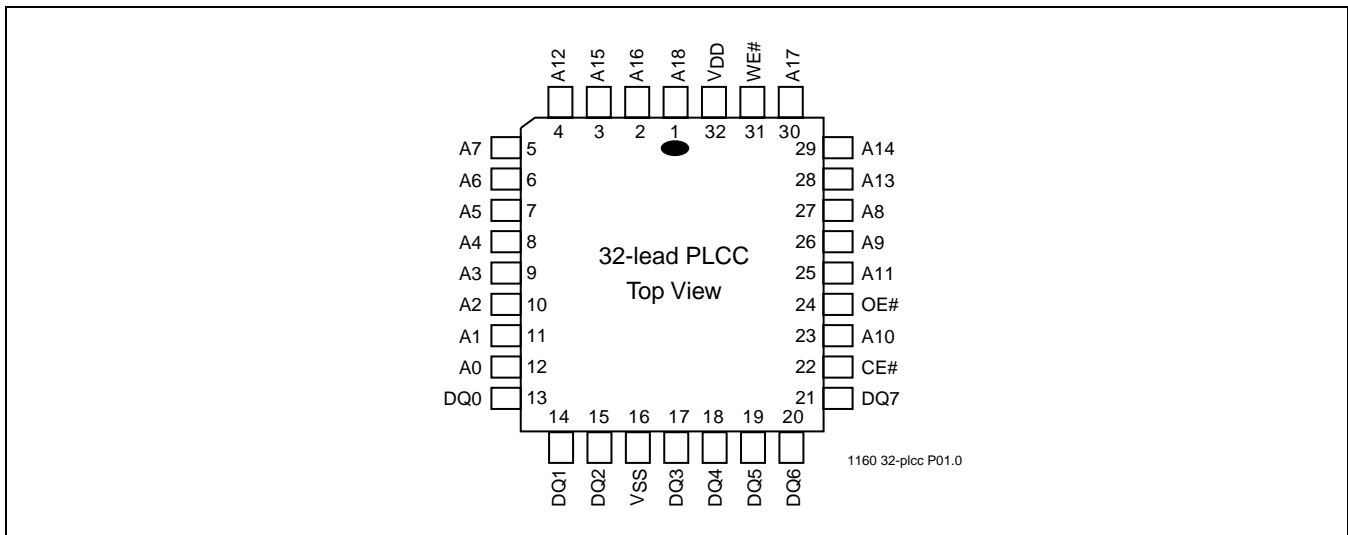 A12 A15 A16 A18 VDD WE# A17
4 3 2 1 32 31 30
A7 5 29 A14
A6 6 28 A13
A5 7 27 A8
A4 8 26 A9
A3 9 25 A11
A2 10 24 OE#
A1 11 23 A10
A0 12 22 CE#
DQ0 13 21 DQ7
32-lead PLCC
Top View
14 15 16 17 18 19 20
DQ1 DQ2 VSS DQ3 DQ4 DQ5 DQ6
1160 32-plcc P01.0